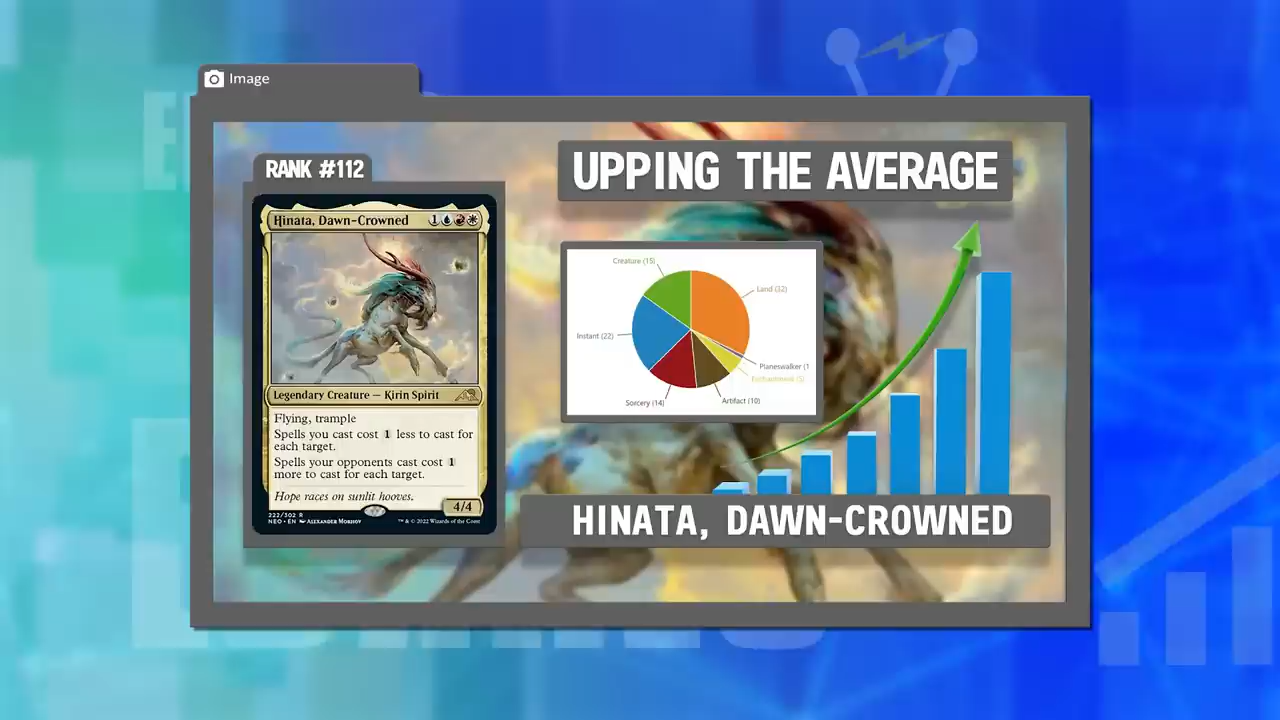 Image
RANK #112
UPPING THE AVERAGE
Hinata, Dawn-Crowned 1
Legendary Creature — Kirin Spirit
Flying, trample
Spells you cast cost 1 less to cast for
each target.
Spells your opponents cast cost 1
more to cast for each target.
Hope races on sunlit hooves.
4/4
222/302 R
NEO • EN ALEXANDER MOKHOV
™ & © 2022 Wizards of the Coast
Creature (15)
Land (32)
Instant (22)
Planeswalker (1
Enchantment (5)
Sorcery (14)
Artifact (10)
HINATA, DAWN-CROWNED